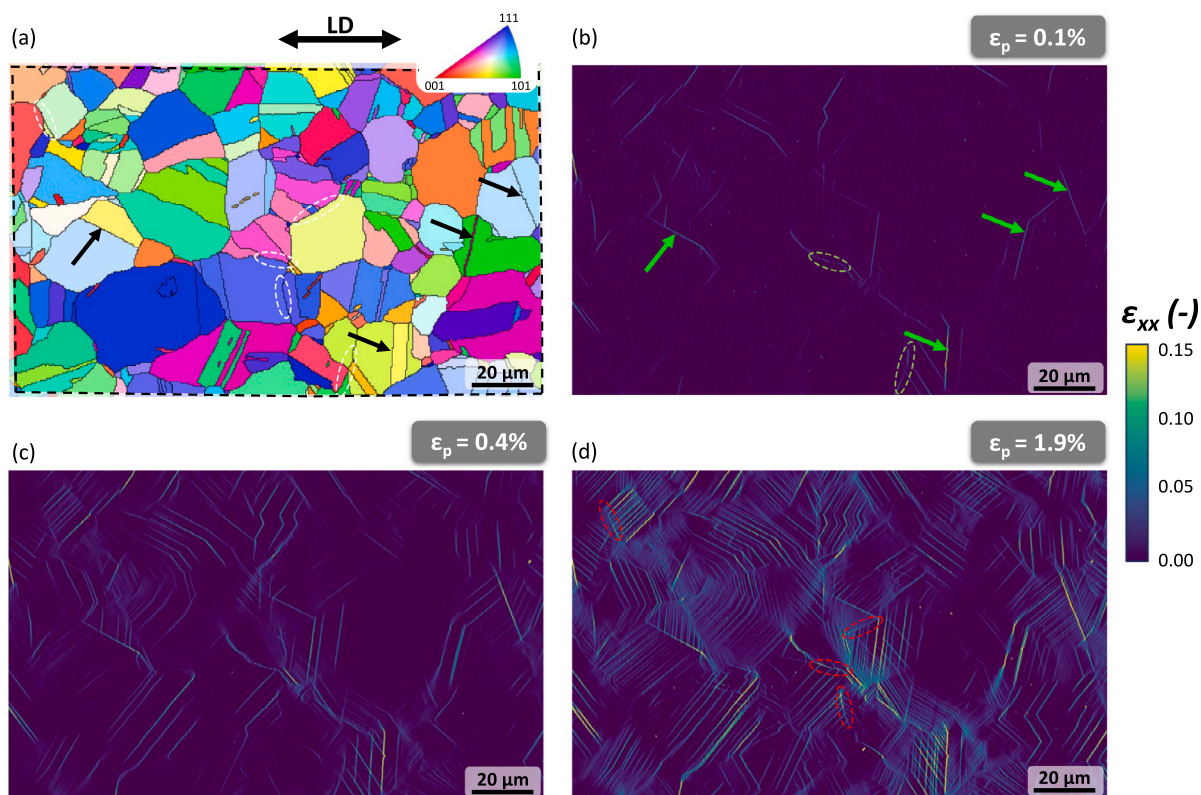 (a)
LD
111
001
101
20 µm
(b)
εp = 0.1%
20 µm
εxx (-)
0.15
0.10
0.05
0.00
(c)
εp = 0.4%
20 µm
(d)
εp = 1.9%
20 µm